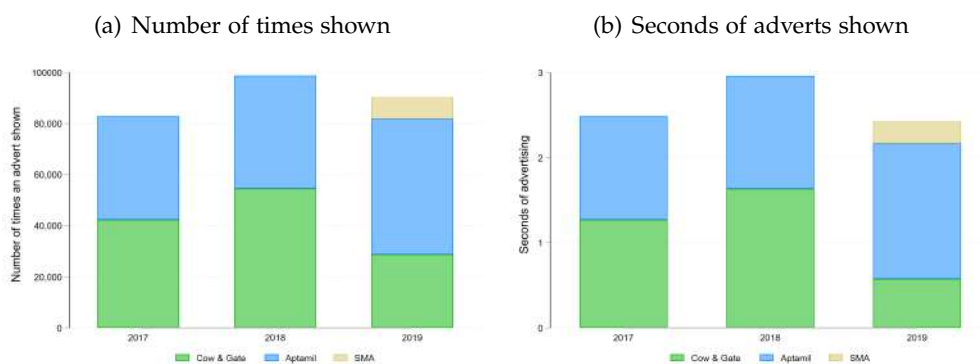 (a) Number of times shown
100000
80,000
60,000
40,000
20,000
0
Number of times an advert shown
2017 2018 2019
Cow & Gate Aptamil SMA
(b) Seconds of adverts shown
3
2
1
0
Seconds of advertising
2017 2018 2019
Cow & Gate Aptamil SMA